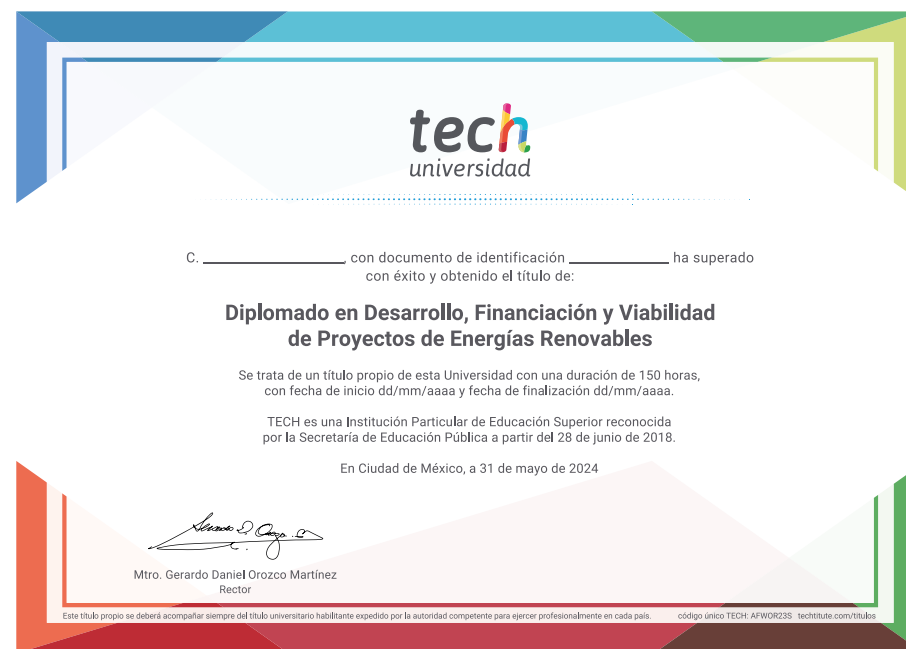 tech
universidad
C. ____________________, con documento de identificación ______________ ha superado
con éxito y obtenido el título de:
Diplomado en Desarrollo, Financiación y Viabilidad
de Proyectos de Energías Renovables
Se trata de un título propio de esta Universidad con una duración de 150 horas,
con fecha de inicio dd/mm/aaaa y fecha de finalización dd/mm/aaaa.
TECH es una Institución Particular de Educación Superior reconocida
por la Secretaría de Educación Pública a partir del 28 de junio de 2018.
En Ciudad de México, a 31 de mayo de 2024
Mtro. Gerardo Daniel Orozco Martínez
Rector
Este título propio se deberá acompañar siempre del título universitario habilitante expedido por la autoridad competente para ejercer profesionalmente en cada país. código único TECH: AFWOR23S techtitute.com/titulos